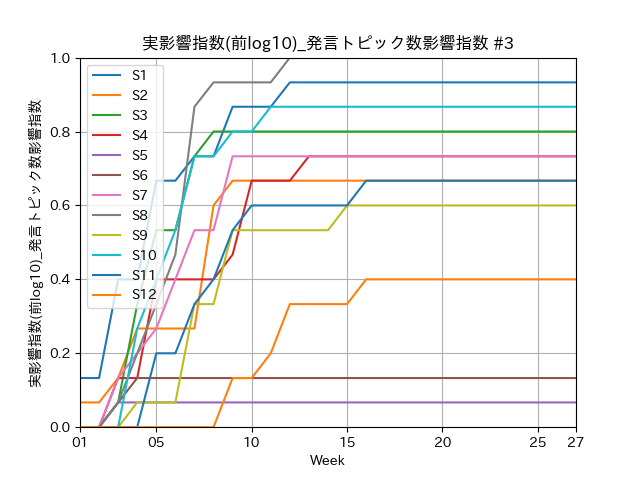 実影響指数(前log10)_発言トピック数影響指数 #3
実影響指数(前log10)_発言トピック数影響指数
1.0
0.8
0.6
0.4
0.2
0.0
S1
S2
S3
S4
S5
S6
S7
S8
S9
S10
S11
S12
01
05
10
15
20
25
27
Week